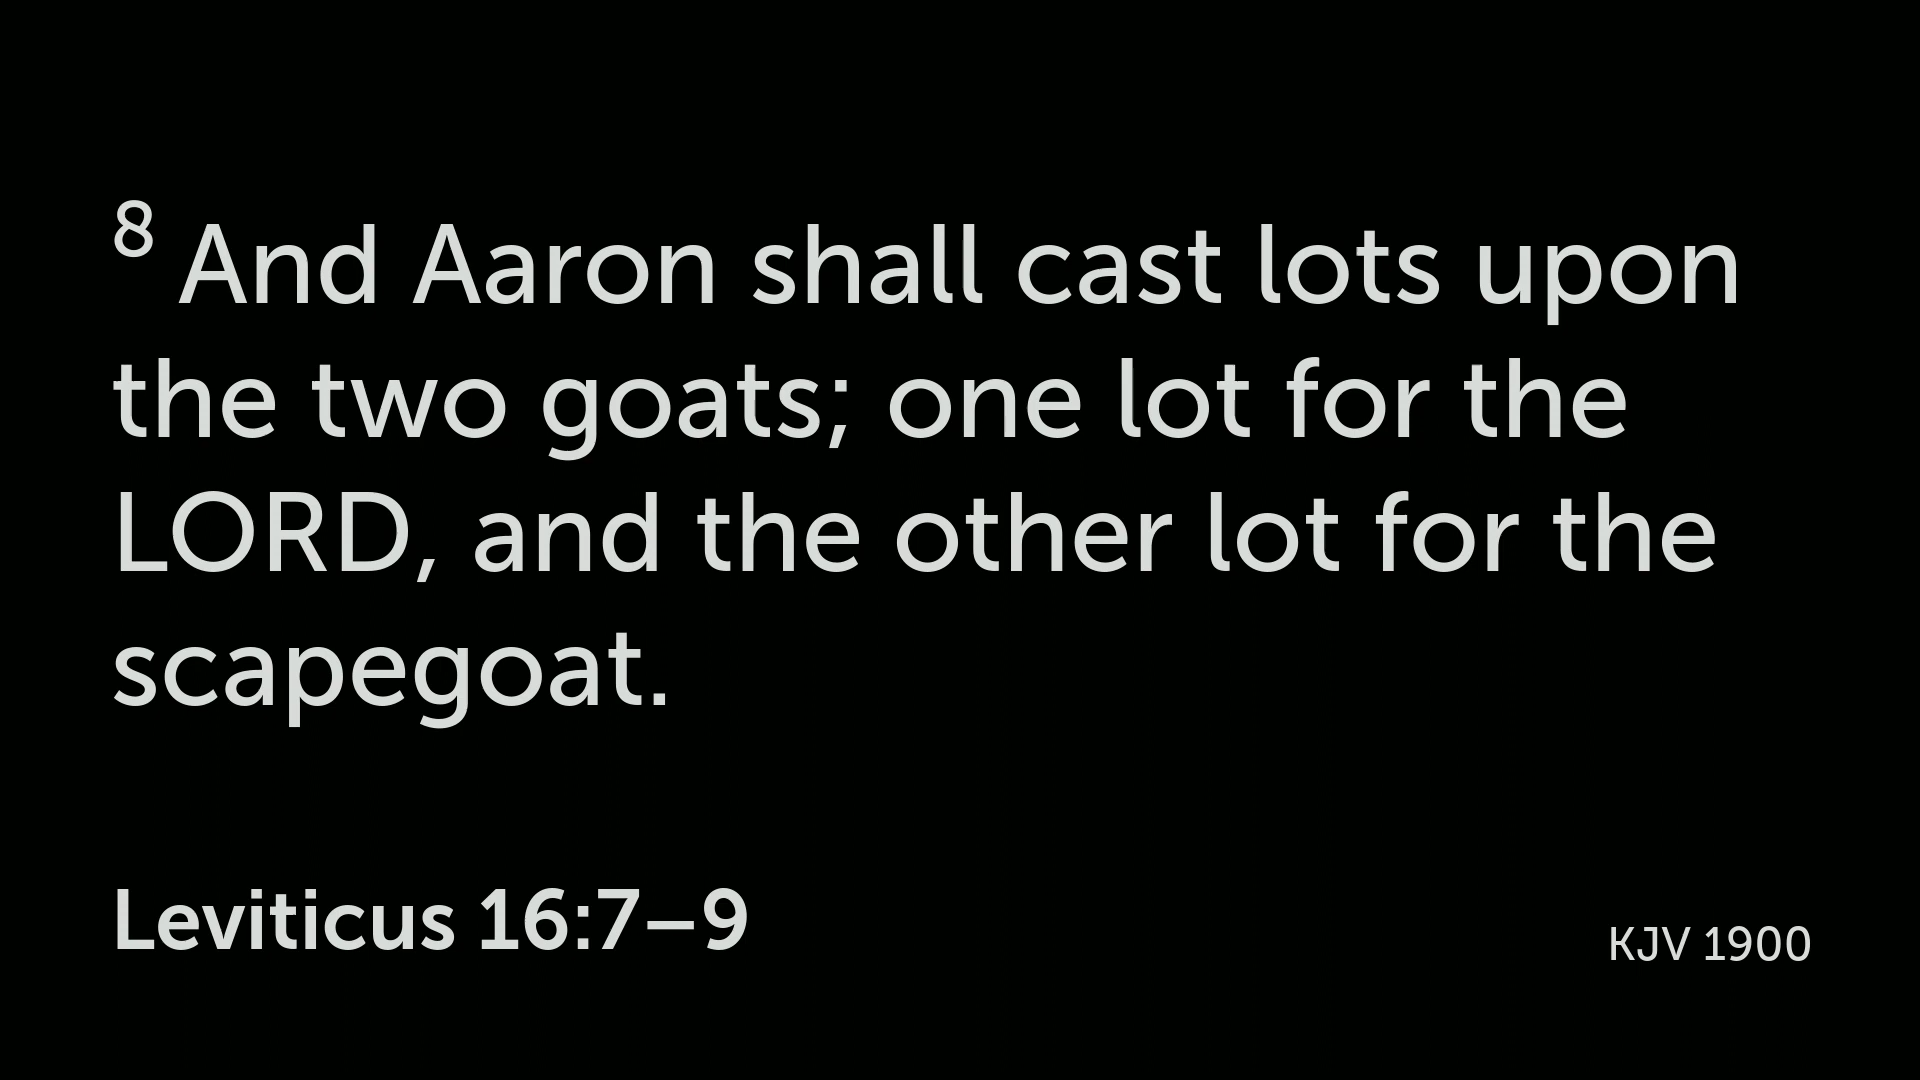 8 And Aaron shall cast lots upon
the two goats; one lot for the
LORD, and the other lot for the
scapegoat.
Leviticus 16:7–9
KJV 1900